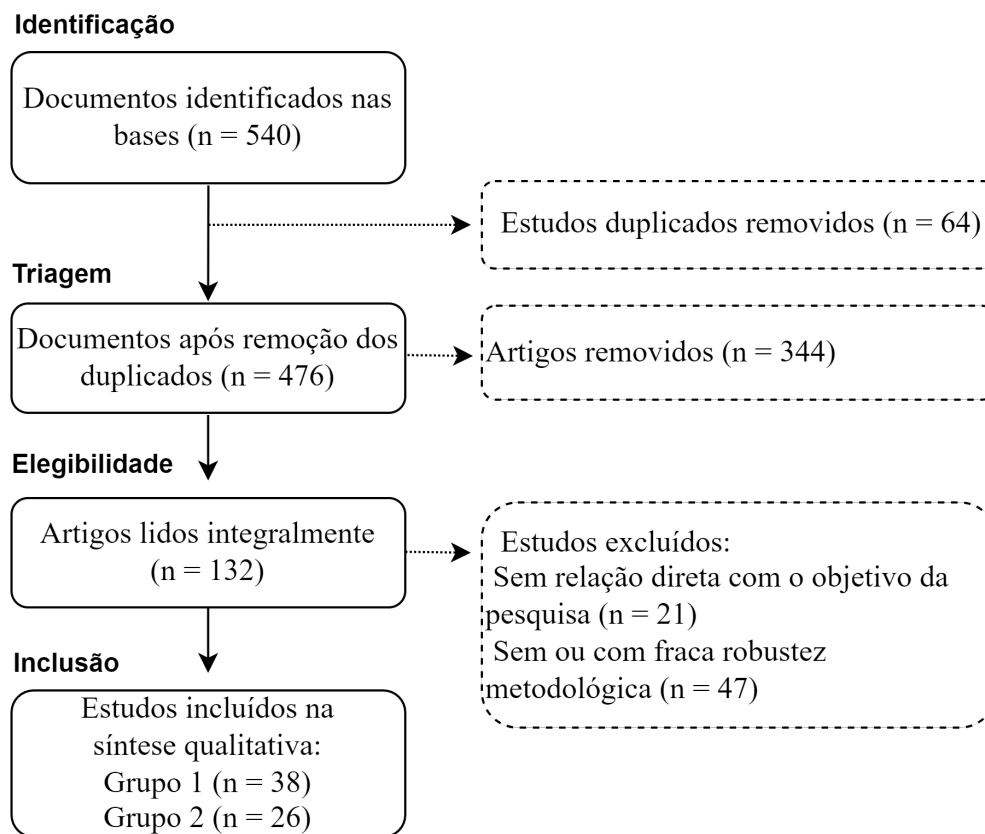 Identificação
Documentos identificados nas
bases (n = 540)
Estudos duplicados removidos (n = 64)
Triagem
Documentos após remoção dos
duplicados (n = 476)
Artigos removidos (n = 344)
Elegibilidade
Artigos lidos integralmente
(n = 132)
Estudos excluídos:
Sem relação direta com o objetivo da
pesquisa (n = 21)
Sem ou com fraca robustez
metodológica (n = 47)
Inclusão
Estudos incluídos na
síntese qualitativa:
Grupo 1 (n = 38)
Grupo 2 (n = 26)